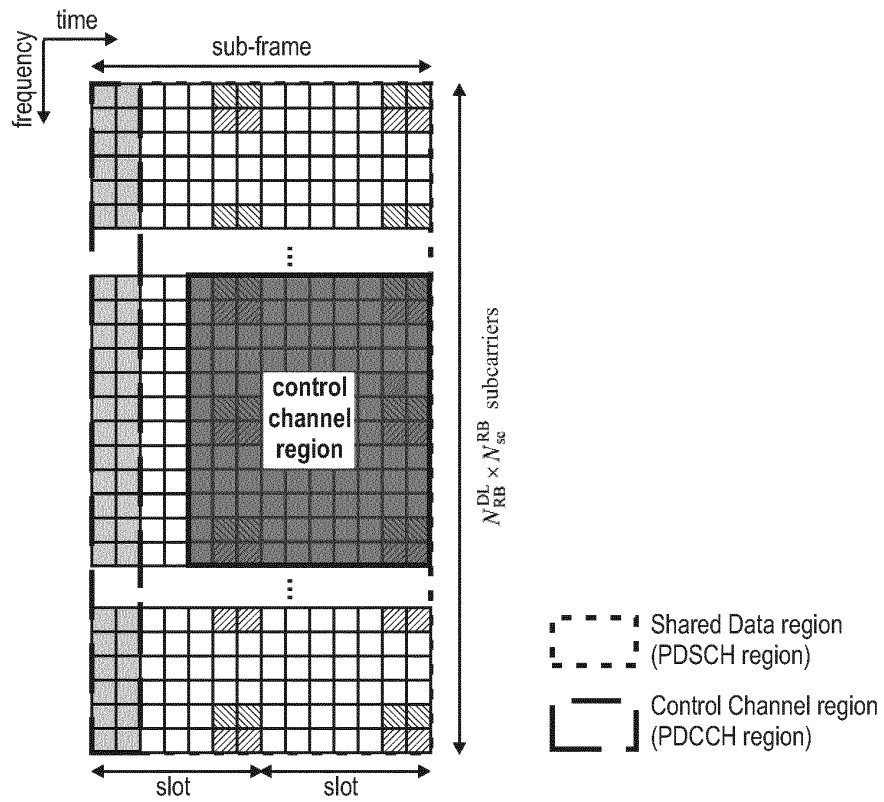 time
sub-frame
frequency
...
control
channel
region
N_RB^DL × N_sc^RB subcarriers
...
Shared Data region
(PDSCH region)
Control Channel region
(PDCCH region)
slot slot